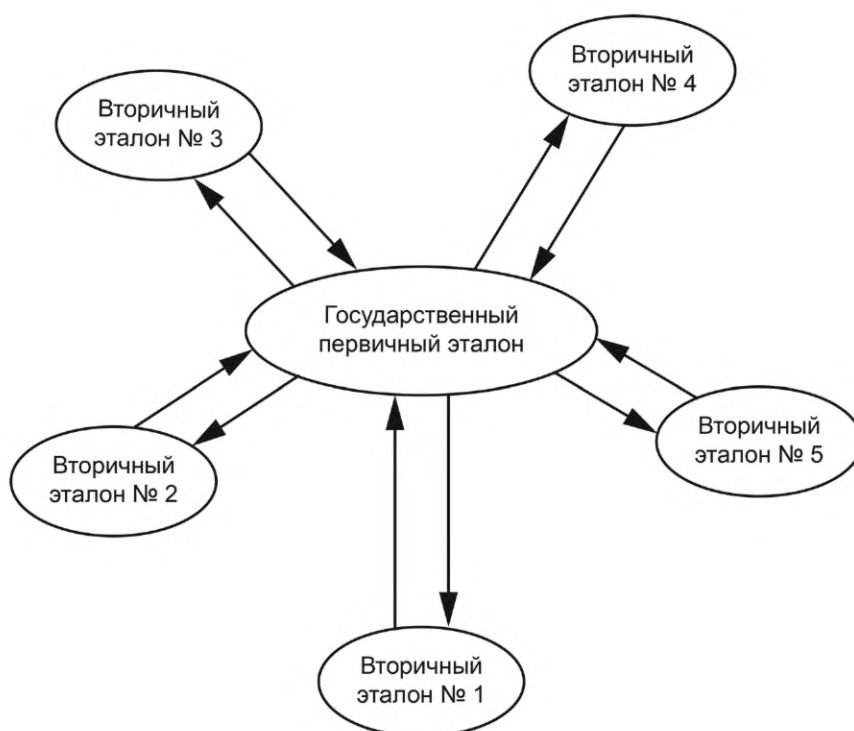 Вторичный
эталон № 4
Вторичный
эталон № 3
Государственный
первичный эталон
Вторичный
эталон № 5
Вторичный
эталон № 2
Вторичный
эталон № 1